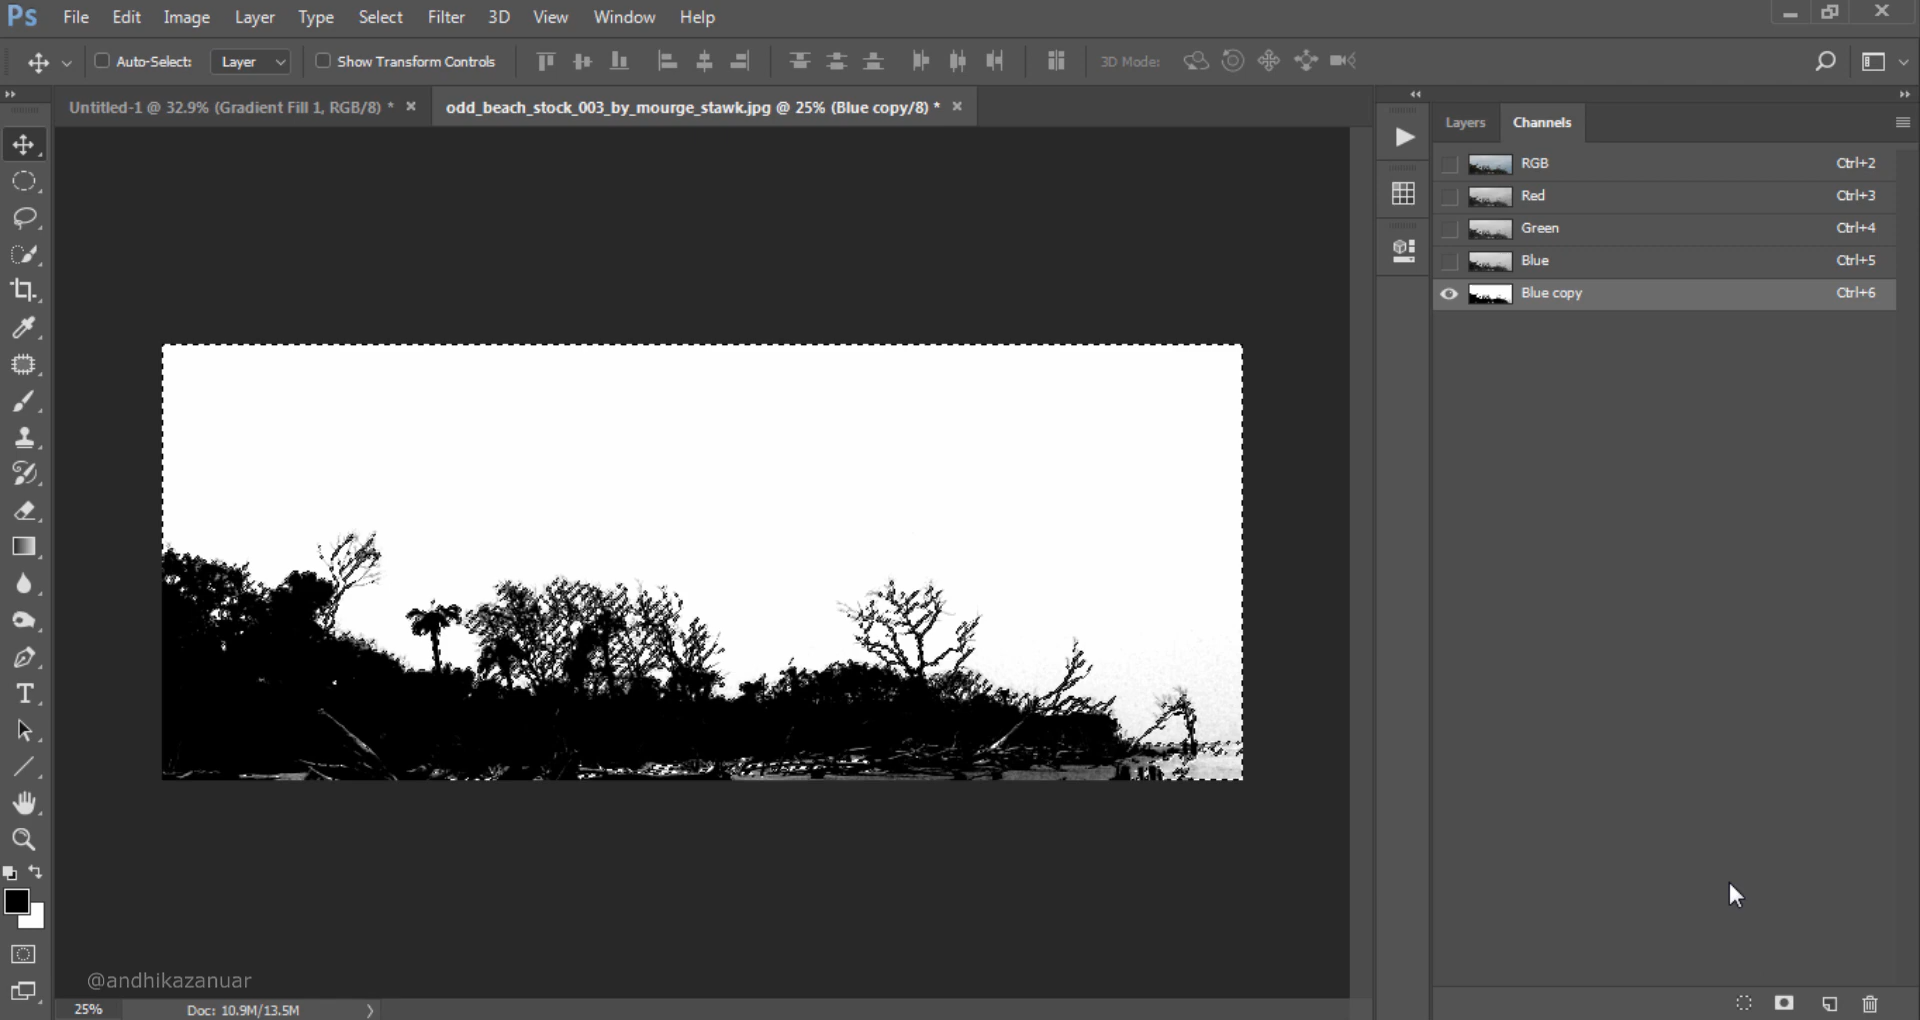 Ps File Edit Image Layer Type Select Filter 3D View Window Help
Auto-Select: Layer Show Transform Controls 3D Mode:
Untitled-1 @ 32.9% (Gradient Fill 1, RGB/8) * odd_beach_stock_003_by_mourge_stawk.jpg @ 25% (Blue copy/8) *
Layers Channels
RGB Ctrl+2
Red Ctrl+3
Green Ctrl+4
Blue Ctrl+5
Blue copy Ctrl+6
@andhikazanuar
25% Doc: 10.9M/13.5M